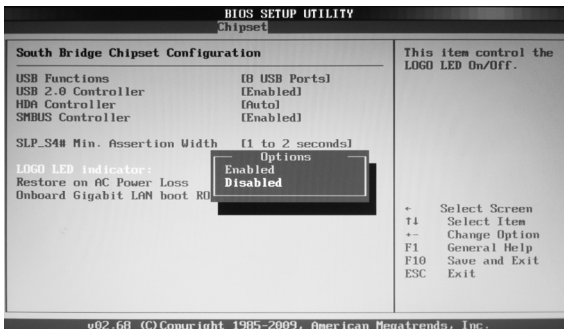 BIOS SETUP UTILITY
Chipset
South Bridge Chipset Configuration
USB Functions [8 USB Ports]
USB 2.0 Controller [Enabled]
HDA Controller [Auto]
SMBUS Controller [Enabled]
SLP_S4# Min. Assertion Width [1 to 2 seconds]
LOGO LED indicator:
Restore on AC Power Loss
Onboard Gigabit LAN boot RO
Options
Enabled
Disabled
This item control the
LOGO LED On/Off.
← Select Screen
↑↓ Select Item
+- Change Option
F1 General Help
F10 Save and Exit
ESC Exit
v02.68 (C)Copyright 1985-2009, American Megatrends, Inc.